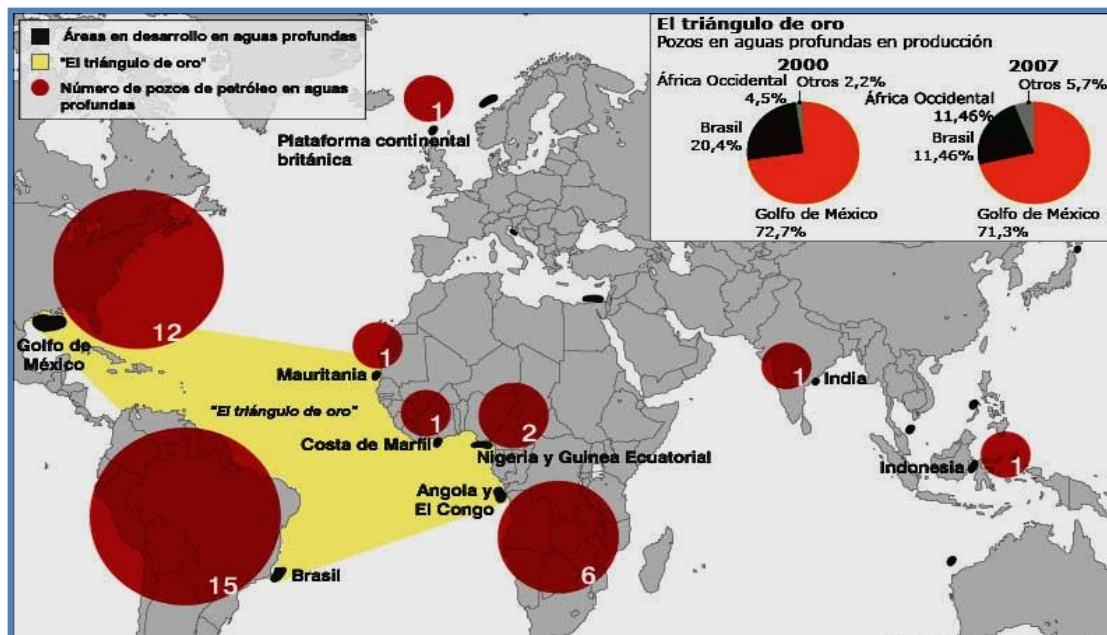 Áreas en desarrollo en aguas profundas
"El triángulo de oro"
Número de pozos de petróleo en aguas
profundas
El triángulo de oro
Pozos en aguas profundas en producción
2000
África Occidental
4,5%
Otros 2,2%
Brasil
20,4%
Golfo de México
72,7%
2007
Otros 5,7%
África Occidental
11,46%
Brasil
11,46%
Golfo de México
71,3%
1
Plataforma continental
británica
12
Golfo de
México
1
Mauritania
"El triángulo de oro"
1
Costa de Marfil
2
Nigeria y Guinea Ecuatorial
1
India
Indonesia
1
Angola y
El Congo
6
15
Brasil